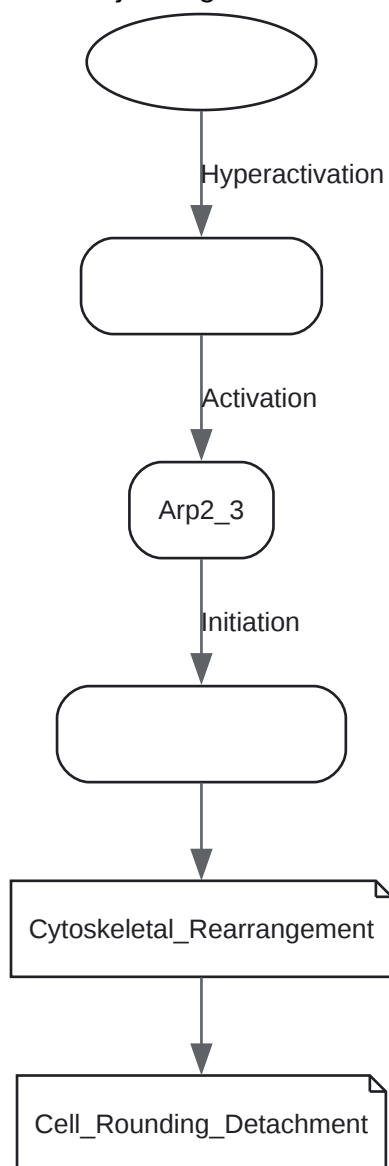 Hyperactivation
Activation
Arp2_3
Initiation
Cytoskeletal_Rearrangement
Cell_Rounding_Detachment